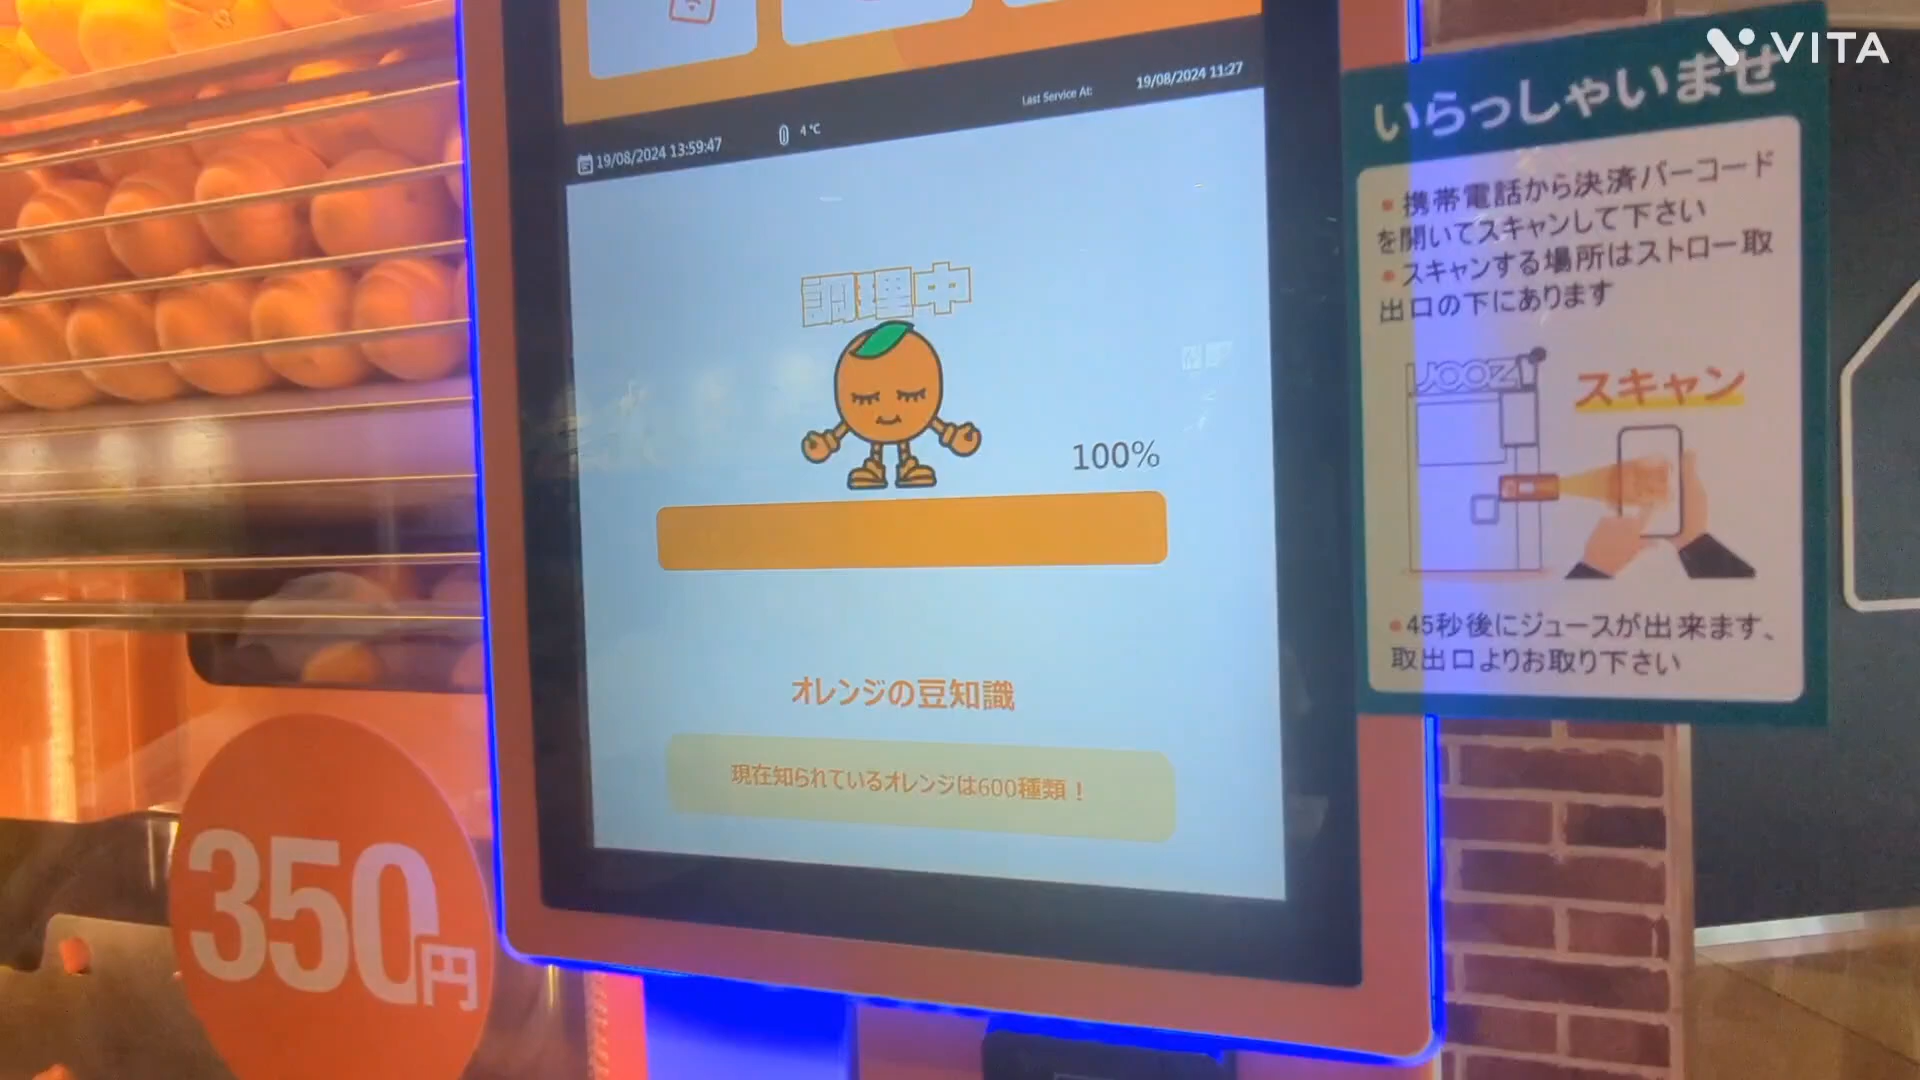 VITA
Last Service At:
19/08/2024 11:27
19/08/2024 13:59:47
4 °C
調理中
100%
オレンジの豆知識
現在知られているオレンジは600種類！
350円
いらっしゃいませ
• 携帯電話から決済バーコード
を開いてスキャンして下さい
• スキャンする場所はストロー取
出口の下にあります
JOOZ
スキャン
• 45秒後にジュースが出来ます、
取出口よりお取り下さい